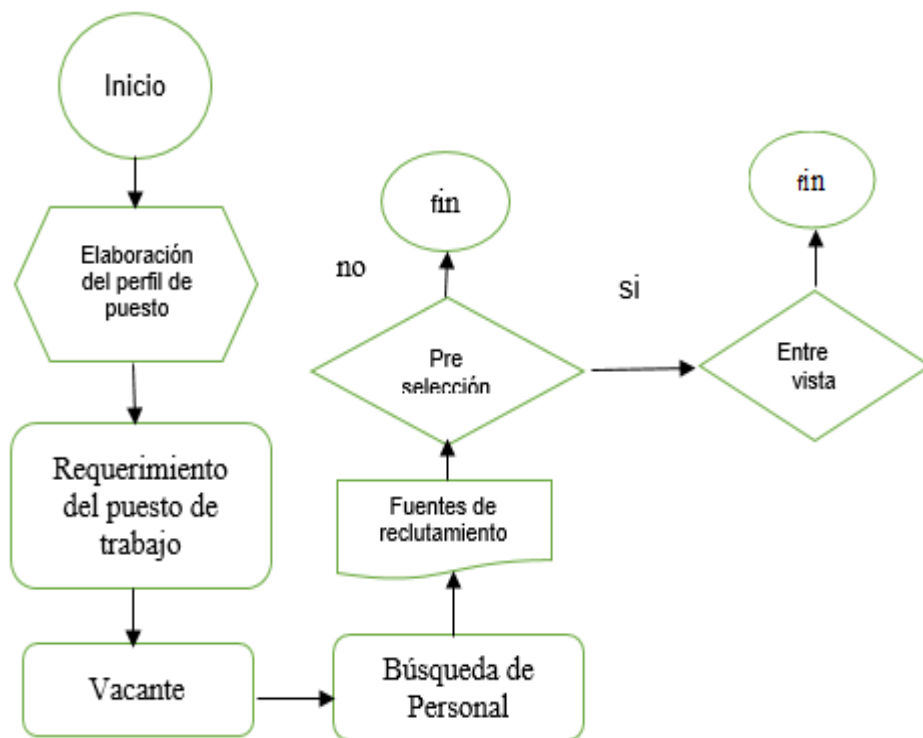 Inicio
Elaboración
del perfil de
puesto
Requerimiento
del puesto de
trabajo
Vacante
Búsqueda de
Personal
Fuentes de
reclutamiento
Pre
selección
no
fin
si
Entre
vista
fin